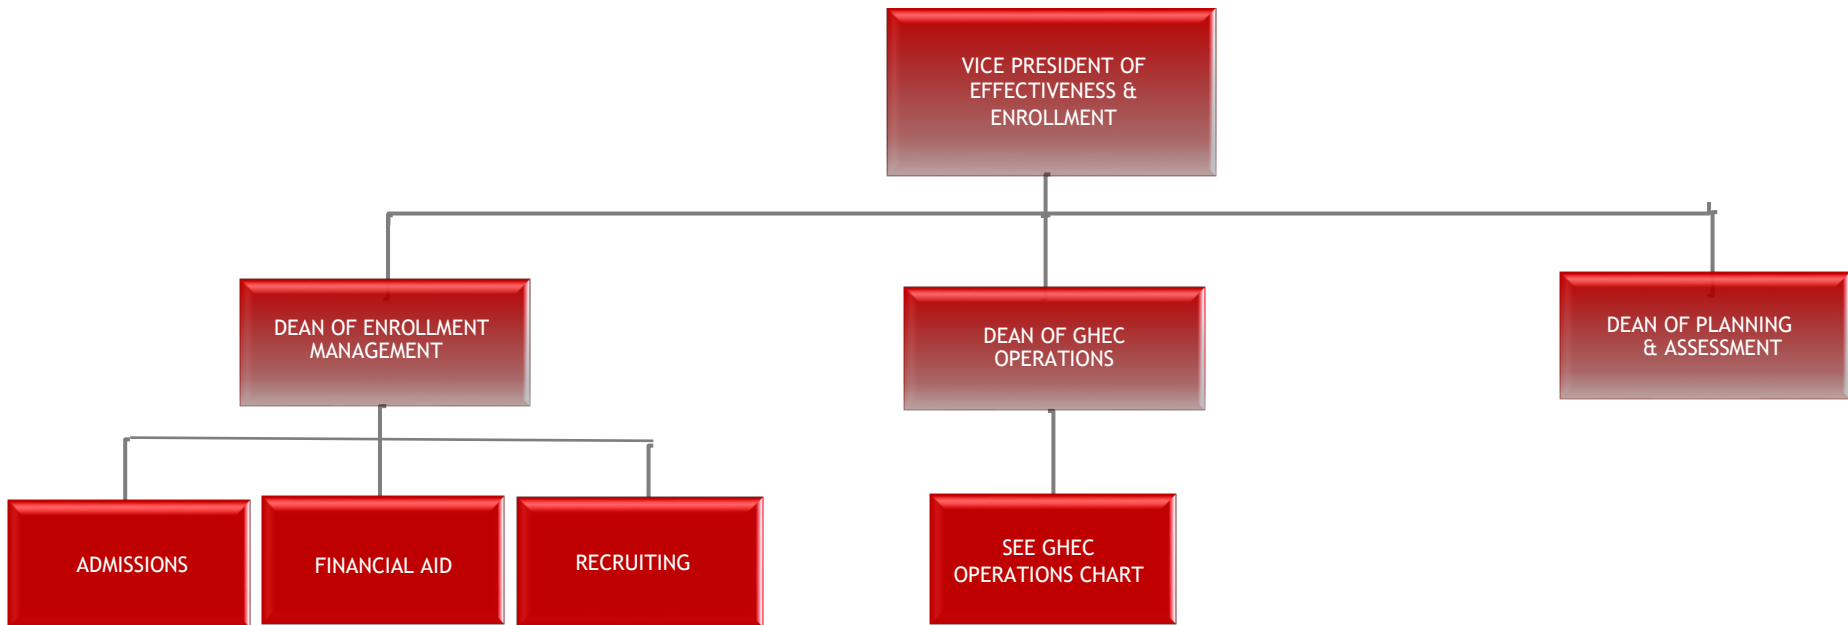 VICE PRESIDENT OF
EFFECTIVENESS &
ENROLLMENT
DEAN OF ENROLLMENT
MANAGEMENT
DEAN OF GHEC
OPERATIONS
DEAN OF PLANNING
& ASSESSMENT
ADMISSIONS
FINANCIAL AID
RECRUITING
SEE GHEC
OPERATIONS CHART